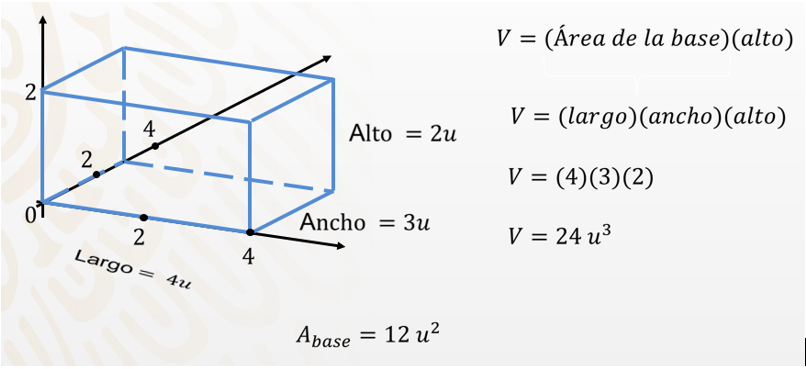 V = (Área de la base)(alto)
V = (largo)(ancho)(alto)
V = (4)(3)(2)
V = 24 u³
2
4
2
0
2
4
Alto = 2u
Ancho = 3u
Largo = 4u
A_base = 12 u²